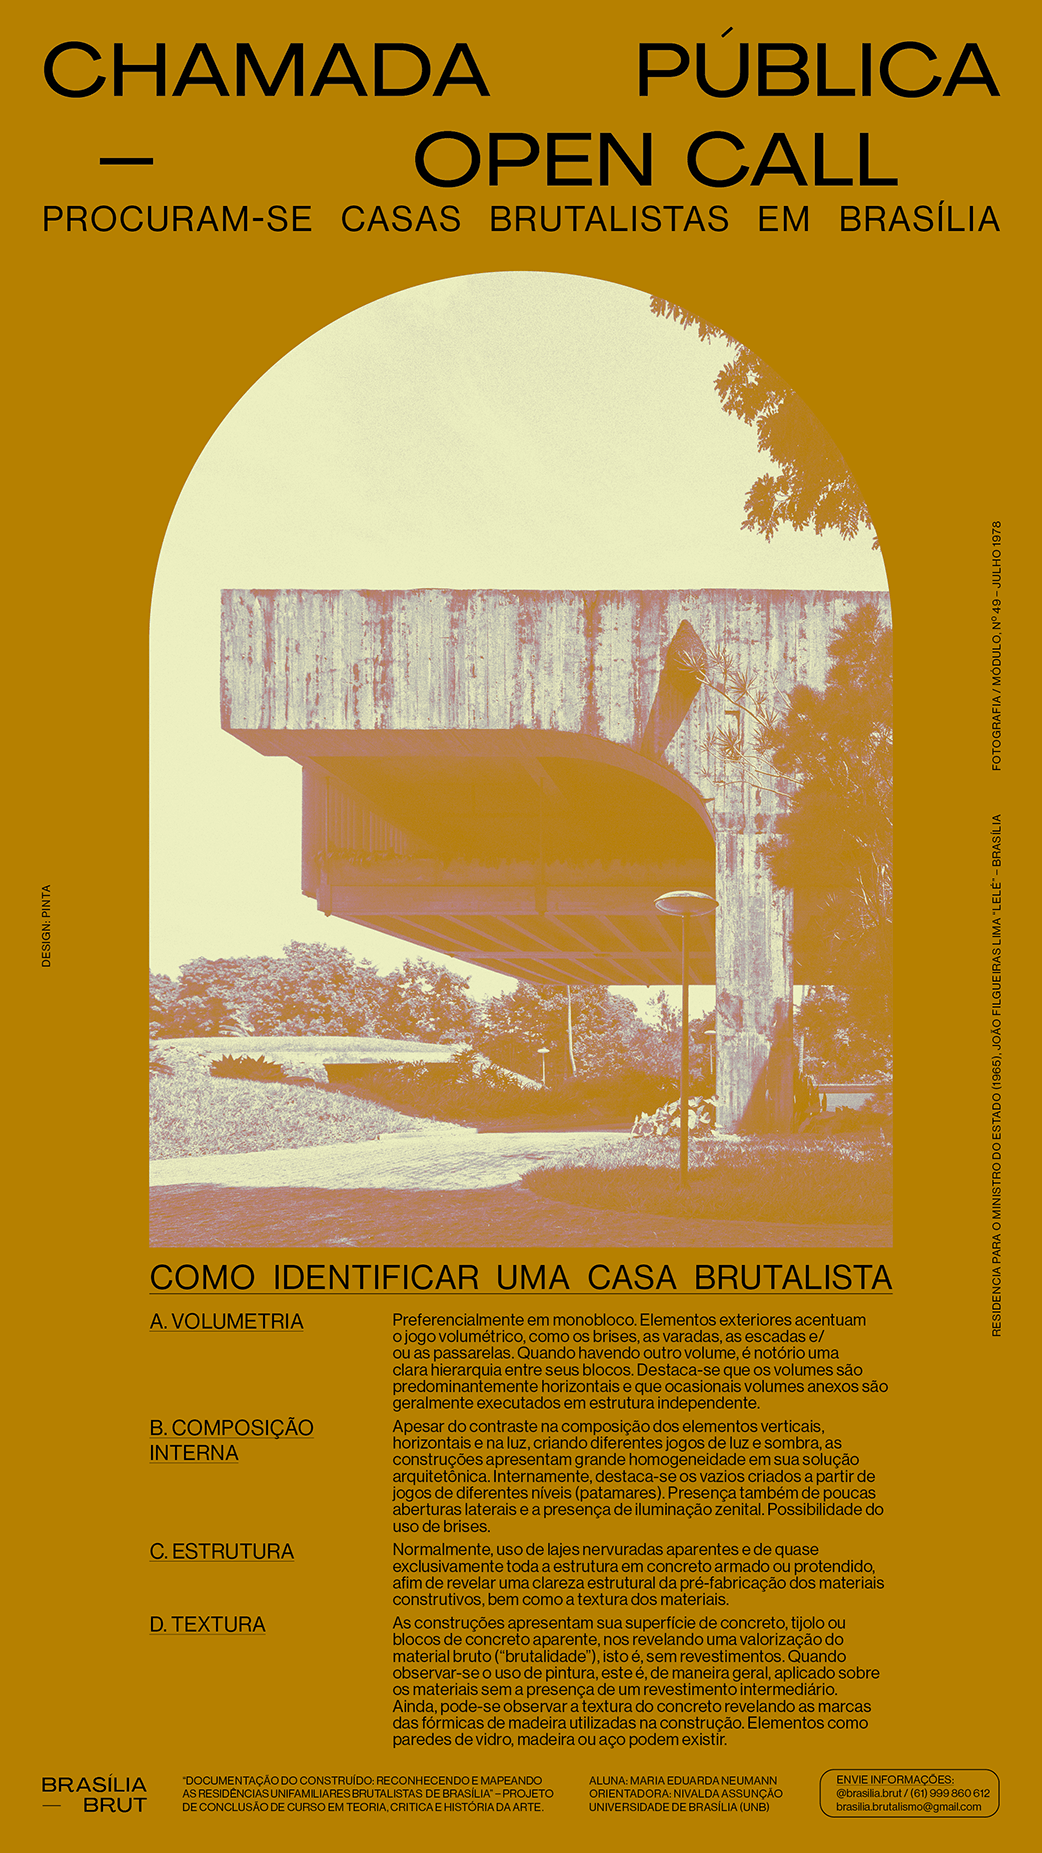 CHAMADA PÚBLICA
— OPEN CALL
PROCURAM-SE CASAS BRUTALISTAS EM BRASÍLIA
FOTOGRAFIA / MÓDULO, Nº 49 – JULHO 1978
RESIDENCIA PARA O MINISTRO DO ESTADO (1965), JOÃO FILGUEIRAS LIMA "LELÉ" – BRASÍLIA
DESIGN: PINTA
COMO IDENTIFICAR UMA CASA BRUTALISTA
A. VOLUMETRIA
Preferencialmente em monobloco. Elementos exteriores acentuam
o jogo volumétrico, como os brises, as varadas, as escadas e/
ou as passarelas. Quando havendo outro volume, é notório uma
clara hierarquia entre seus blocos. Destaca-se que os volumes são
predominantemente horizontais e que ocasionais volumes anexos são
geralmente executados em estrutura independente.
B. COMPOSIÇÃO
INTERNA
Apesar do contraste na composição dos elementos verticais,
horizontais e na luz, criando diferentes jogos de luz e sombra, as
construções apresentam grande homogeneidade em sua solução
arquitetônica. Internamente, destaca-se os vazios criados a partir de
jogos de diferentes níveis (patamares). Presença também de poucas
aberturas laterais e a presença de iluminação zenital. Possibilidade do
uso de brises.
C. ESTRUTURA
Normalmente, uso de lajes nervuradas aparentes e de quase
exclusivamente toda a estrutura em concreto armado ou protendido,
afim de revelar uma clareza estrutural da pré-fabricação dos materiais
construtivos, bem como a textura dos materiais.
D. TEXTURA
As construções apresentam sua superfície de concreto, tijolo ou
blocos de concreto aparente, nos revelando uma valorização do
material bruto ("brutalidade"), isto é, sem revestimentos. Quando
observar-se o uso de pintura, este é, de maneira geral, aplicado sobre
os materiais sem a presença de um revestimento intermediário.
Ainda, pode-se observar a textura do concreto revelando as marcas
das fórmicas de madeira utilizadas na construção. Elementos como
paredes de vidro, madeira ou aço podem existir.
BRASÍLIA
— BRUT
"DOCUMENTAÇÃO DO CONSTRUÍDO: RECONHECENDO E MAPEANDO
AS RESIDÊNCIAS UNIFAMILIARES BRUTALISTAS DE BRASÍLIA" – PROJETO
DE CONCLUSÃO DE CURSO EM TEORIA, CRITICA E HISTÓRIA DA ARTE.
ALUNA: MARIA EDUARDA NEUMANN
ORIENTADORA: NIVALDA ASSUNÇÃO
UNIVERSIDADE DE BRASÍLIA (UNB)
ENVIE INFORMAÇÕES:
@brasilia.brut / (61) 999 860 612
brasilia.brutalismo@gmail.com